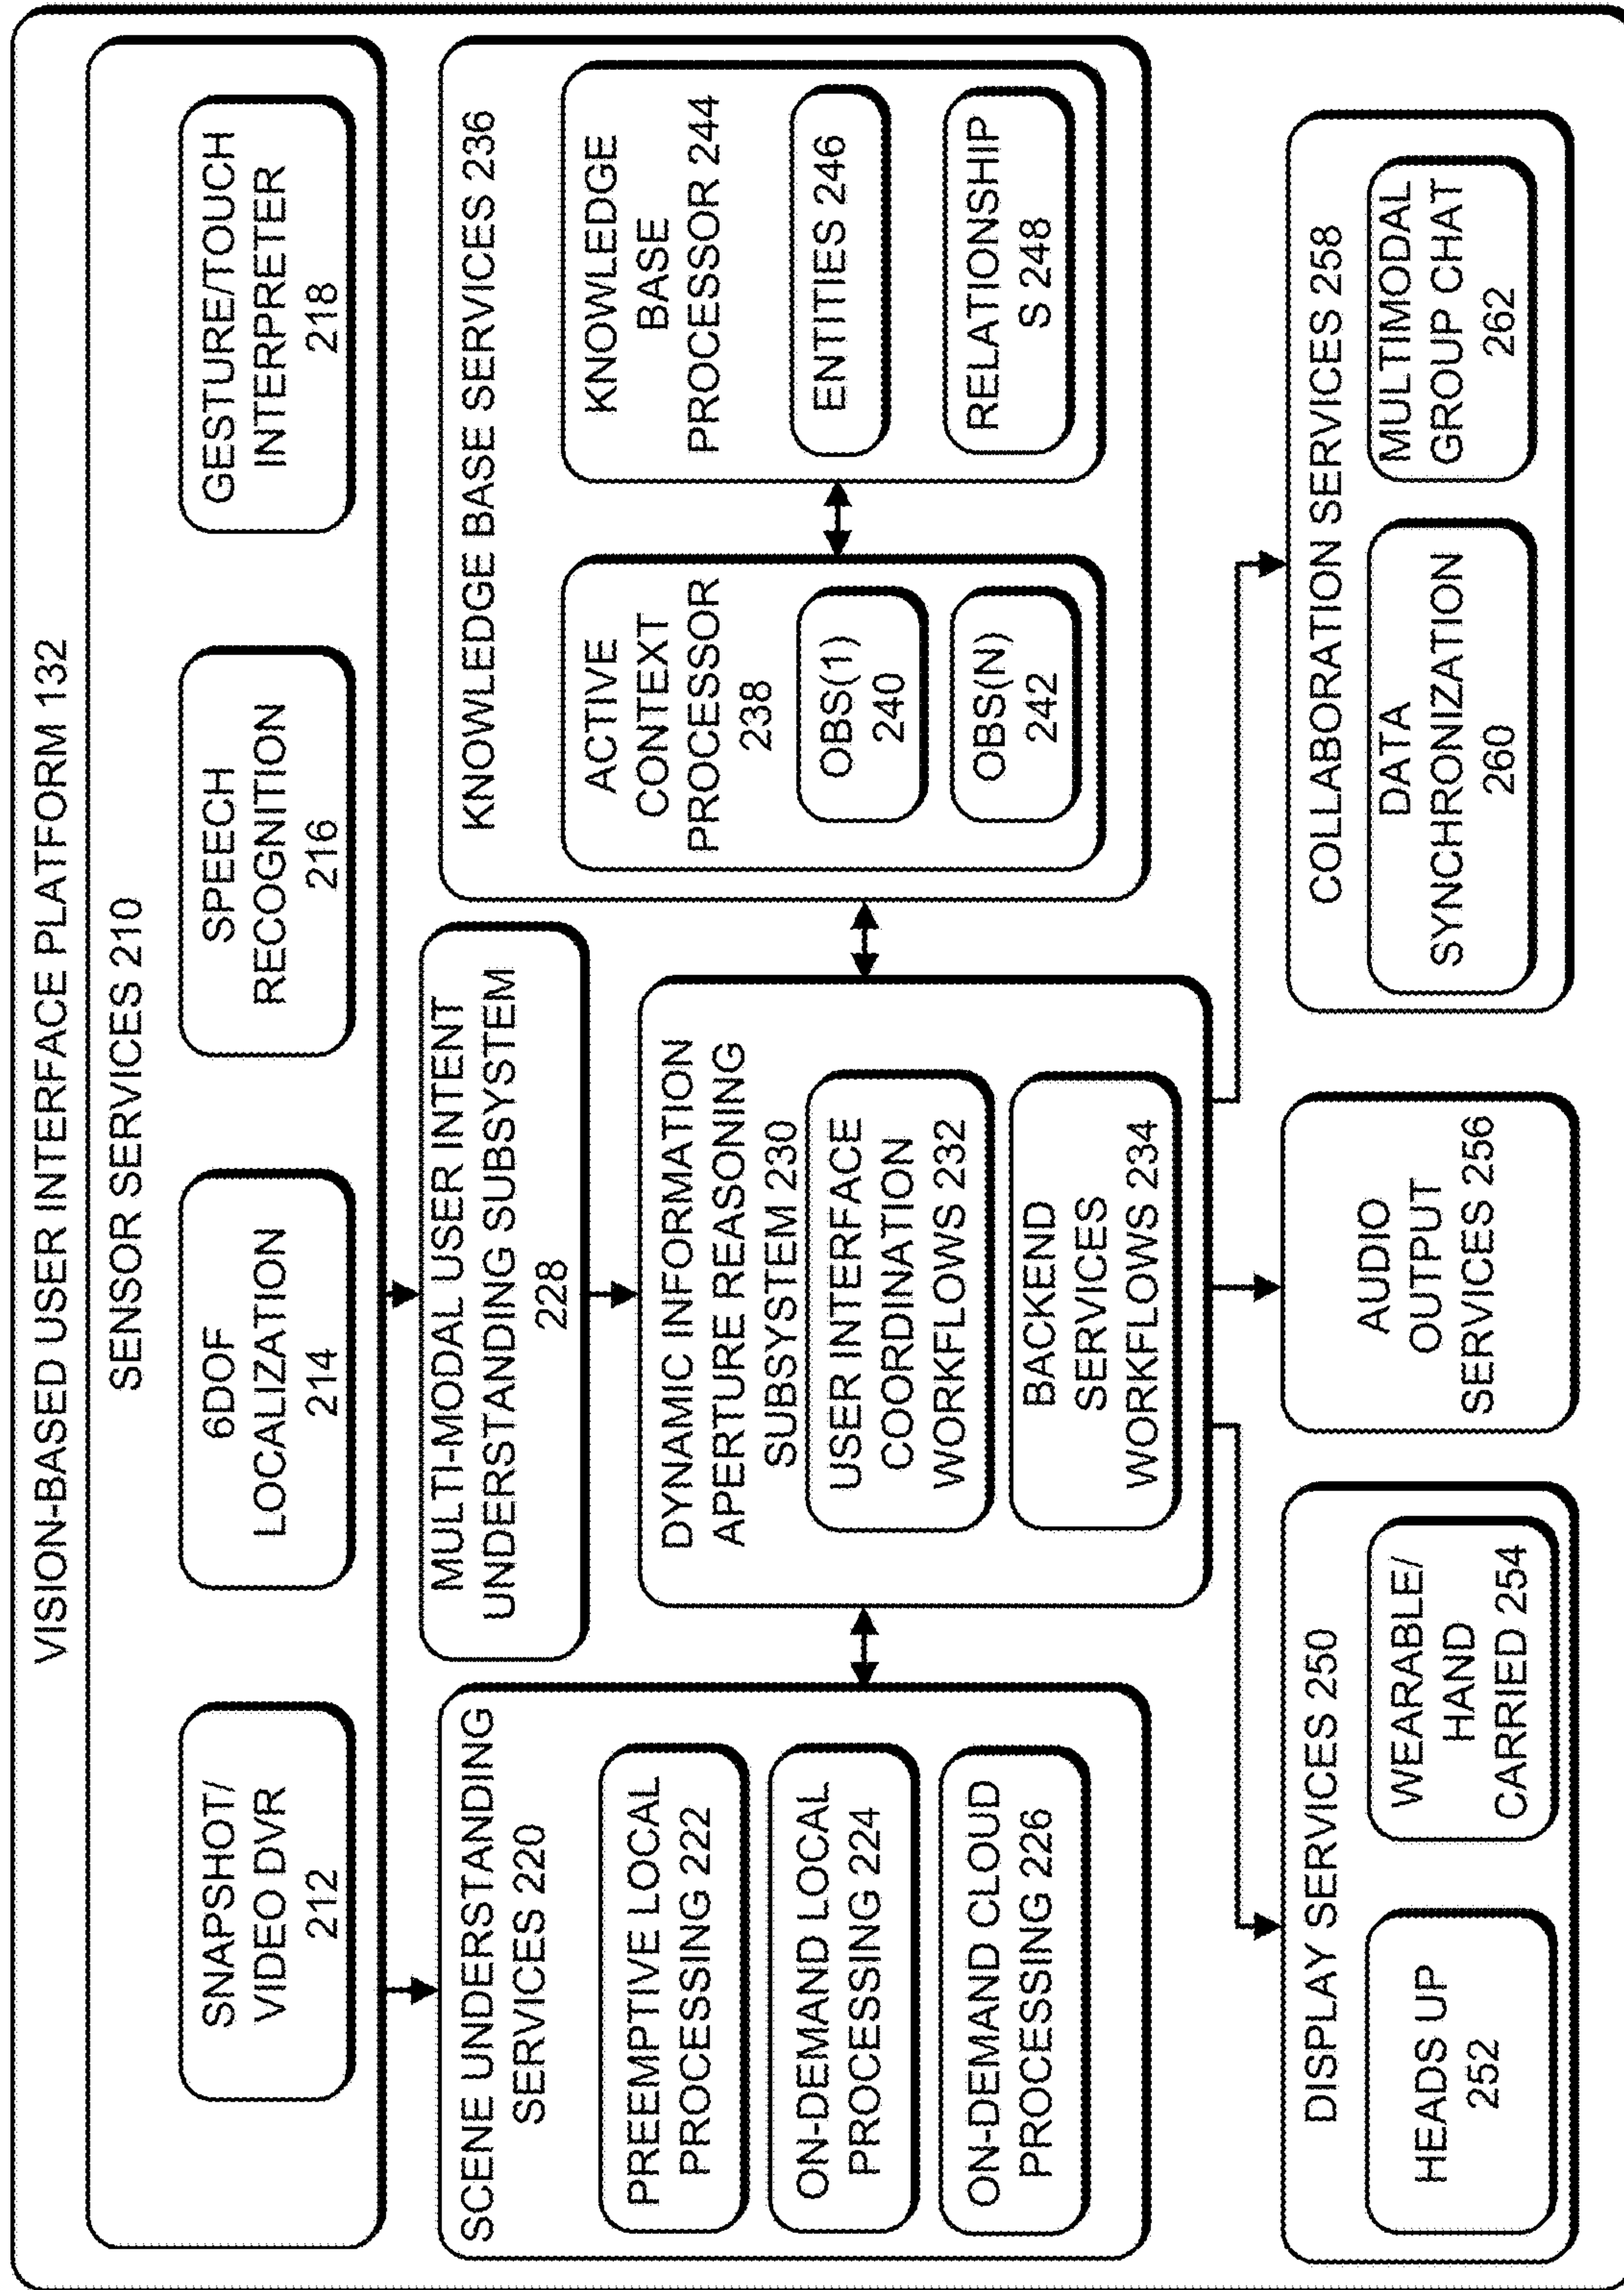 VISION-BASED USER INTERFACE PLATFORM 132
SENSOR SERVICES 210
SNAPSHOT/
VIDEO DVR
212
6DOF
LOCALIZATION
214
SPEECH
RECOGNITION
216
GESTURE/TOUCH
INTERPRETER
218
SCENE UNDERSTANDING
SERVICES 220
PREEMPTIVE LOCAL
PROCESSING 222
ON-DEMAND LOCAL
PROCESSING 224
ON-DEMAND CLOUD
PROCESSING 226
MULTI-MODAL USER INTENT
UNDERSTANDING SUBSYSTEM
228
DYNAMIC INFORMATION
APERTURE REASONING
SUBSYSTEM 230
USER INTERFACE
COORDINATION
WORKFLOWS 232
BACKEND
SERVICES
WORKFLOWS 234
KNOWLEDGE BASE SERVICES 236
ACTIVE
CONTEXT
PROCESSOR
238
OBS(1)
240
OBS(N)
242
KNOWLEDGE
BASE
PROCESSOR 244
ENTITIES 246
RELATIONSHIP
S 248
DISPLAY SERVICES 250
HEADS UP
252
WEARABLE/
HAND
CARRIED 254
AUDIO
OUTPUT
SERVICES 256
COLLABORATION SERVICES 258
DATA
SYNCHRONIZATION
260
MULTIMODAL
GROUP CHAT
262